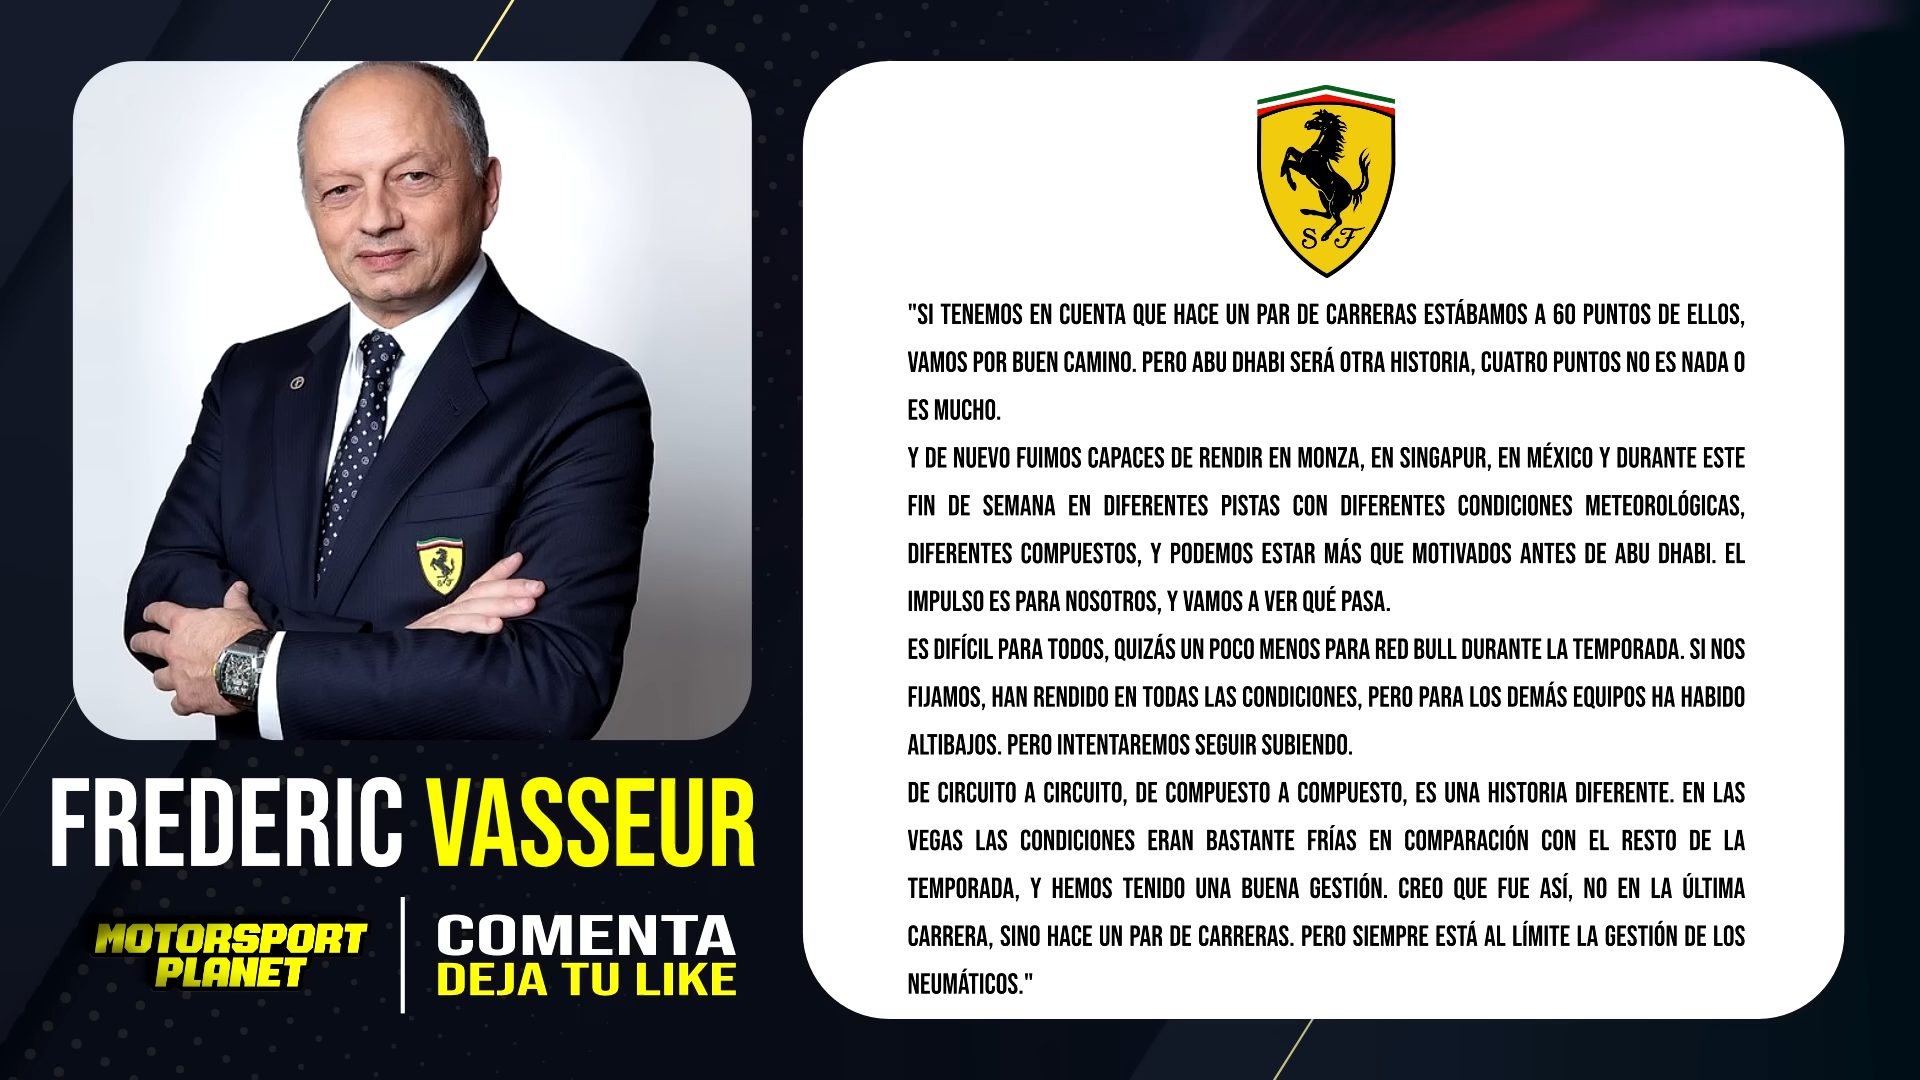 S F
"SI TENEMOS EN CUENTA QUE HACE UN PAR DE CARRERAS ESTÁBAMOS A 60 PUNTOS DE ELLOS,
VAMOS POR BUEN CAMINO. PERO ABU DHABI SERÁ OTRA HISTORIA, CUATRO PUNTOS NO ES NADA O
ES MUCHO.
Y DE NUEVO FUIMOS CAPACES DE RENDIR EN MONZA, EN SINGAPUR, EN MÉXICO Y DURANTE ESTE
FIN DE SEMANA EN DIFERENTES PISTAS CON DIFERENTES CONDICIONES METEOROLÓGICAS,
DIFERENTES COMPUESTOS, Y PODEMOS ESTAR MÁS QUE MOTIVADOS ANTES DE ABU DHABI. EL
IMPULSO ES PARA NOSOTROS, Y VAMOS A VER QUÉ PASA.
ES DIFÍCIL PARA TODOS, QUIZÁS UN POCO MENOS PARA RED BULL DURANTE LA TEMPORADA. SI NOS
FIJAMOS, HAN RENDIDO EN TODAS LAS CONDICIONES, PERO PARA LOS DEMÁS EQUIPOS HA HABIDO
ALTIBAJOS. PERO INTENTAREMOS SEGUIR SUBIENDO.
DE CIRCUITO A CIRCUITO, DE COMPUESTO A COMPUESTO, ES UNA HISTORIA DIFERENTE. EN LAS
VEGAS LAS CONDICIONES ERAN BASTANTE FRÍAS EN COMPARACIÓN CON EL RESTO DE LA
TEMPORADA, Y HEMOS TENIDO UNA BUENA GESTIÓN. CREO QUE FUE ASÍ, NO EN LA ÚLTIMA
CARRERA, SINO HACE UN PAR DE CARRERAS. PERO SIEMPRE ESTÁ AL LÍMITE LA GESTIÓN DE LOS
NEUMÁTICOS."
S F
FREDERIC VASSEUR
MOTORSPORT
PLANET
COMENTA
DEJA TU LIKE